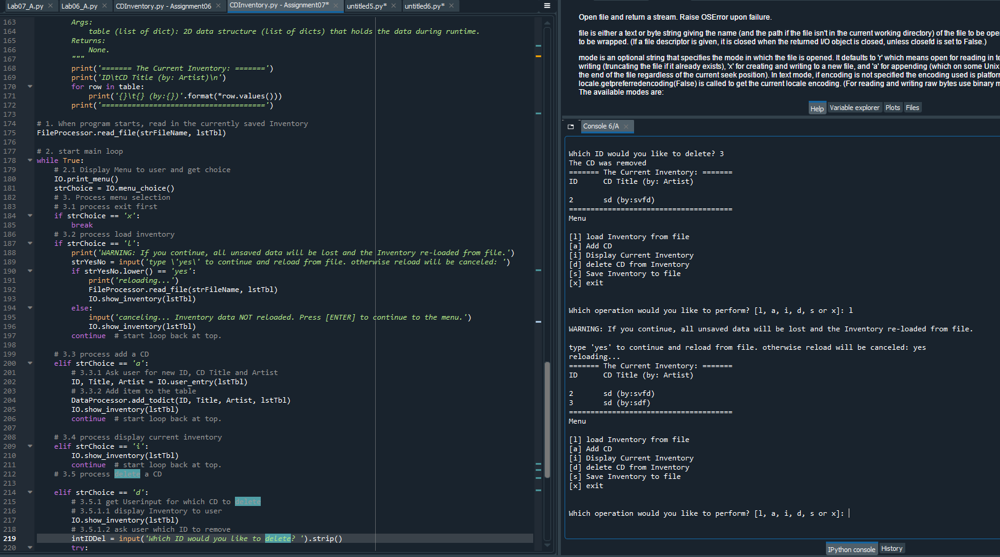 Lab07_A.py
Lab06_A.py
CDInventory.py - Assignment06
CDInventory.py - Assignment07*
untitled5.py*
untitled6.py*
163 Args:
164 table (list of dict): 2D data structure (list of dicts) that holds the data during runtime.
165 Returns:
166 None.
167 """
168 print('======= The Current Inventory: =======')
169 print('ID\tCD Title (by: Artist)\n')
170 for row in table:
171 print('{}\t{} (by:{})'.format(*row.values()))
172 print('======================================')
173
174 # 1. When program starts, read in the currently saved Inventory
175 FileProcessor.read_file(strFileName, lstTbl)
176
177 # 2. start main loop
178 while True:
179 # 2.1 Display Menu to user and get choice
180 IO.print_menu()
181 strChoice = IO.menu_choice()
182 # 3. Process menu selection
183 # 3.1 process exit first
184 if strChoice == 'x':
185 break
186 # 3.2 process load inventory
187 if strChoice == 'l':
188 print('WARNING: If you continue, all unsaved data will be lost and the Inventory re-loaded from file.')
189 strYesNo = input('type \'yes\' to continue and reload from file. otherwise reload will be canceled: ')
190 if strYesNo.lower() == 'yes':
191 print('reloading...')
192 FileProcessor.read_file(strFileName, lstTbl)
193 IO.show_inventory(lstTbl)
194 else:
195 input('canceling... Inventory data NOT reloaded. Press [ENTER] to continue to the menu.')
196 IO.show_inventory(lstTbl)
197 continue # start loop back at top.
198
199 # 3.3 process add a CD
200 elif strChoice == 'a':
201 # 3.3.1 Ask user for new ID, CD Title and Artist
202 ID, Title, Artist = IO.user_entry(lstTbl)
203 # 3.3.2 Add item to the table
204 DataProcessor.add_todict(ID, Title, Artist, lstTbl)
205 IO.show_inventory(lstTbl)
206 continue # start loop back at top.
207
208 # 3.4 process display current inventory
209 elif strChoice == 'i':
210 IO.show_inventory(lstTbl)
211 continue # start loop back at top.
212 # 3.5 process delete a CD
213
214 elif strChoice == 'd':
215 # 3.5.1 get Userinput for which CD to delete
216 # 3.5.1.1 display Inventory to user
217 IO.show_inventory(lstTbl)
218 # 3.5.1.2 ask user which ID to remove
219 intIDDel = input('Which ID would you like to delete? ').strip()
220 try:
Open file and return a stream. Raise OSError upon failure.
file is either a text or byte string giving the name (and the path if the file isn't in the current working directory) of the file to be
to be wrapped. (If a file descriptor is given, it is closed when the returned I/O object is closed, unless closefd is set to False.)
mode is an optional string that specifies the mode in which the file is opened. It defaults to 'r' which means open for reading in
writing (truncating the file if it already exists), 'x' for creating and writing to a new file, and 'a' for appending (which on some Unix
the end of the file regardless of the current seek position). In text mode, if encoding is not specified the encoding used is
locale.getpreferredencoding(False) is called to get the current locale encoding. (For reading and writing raw bytes use binary
The available modes are:
Help
Variable explorer
Plots
Files
Console 6/A
Which ID would you like to delete? 3
The CD was removed
======= The Current Inventory: =======
ID CD Title (by: Artist)
2 sd (by:svfd)
======================================
Menu
[l] load Inventory from file
[a] Add CD
[i] Display Current Inventory
[d] delete CD from Inventory
[s] Save Inventory to file
[x] exit
Which operation would you like to perform? [l, a, i, d, s or x]: l
WARNING: If you continue, all unsaved data will be lost and the Inventory re-loaded from file.
type 'yes' to continue and reload from file. otherwise reload will be canceled: yes
reloading...
======= The Current Inventory: =======
ID CD Title (by: Artist)
2 sd (by:svfd)
3 sd (by:sdf)
======================================
Menu
[l] load Inventory from file
[a] Add CD
[i] Display Current Inventory
[d] delete CD from Inventory
[s] Save Inventory to file
[x] exit
Which operation would you like to perform? [l, a, i, d, s or x]:
IPython console
History